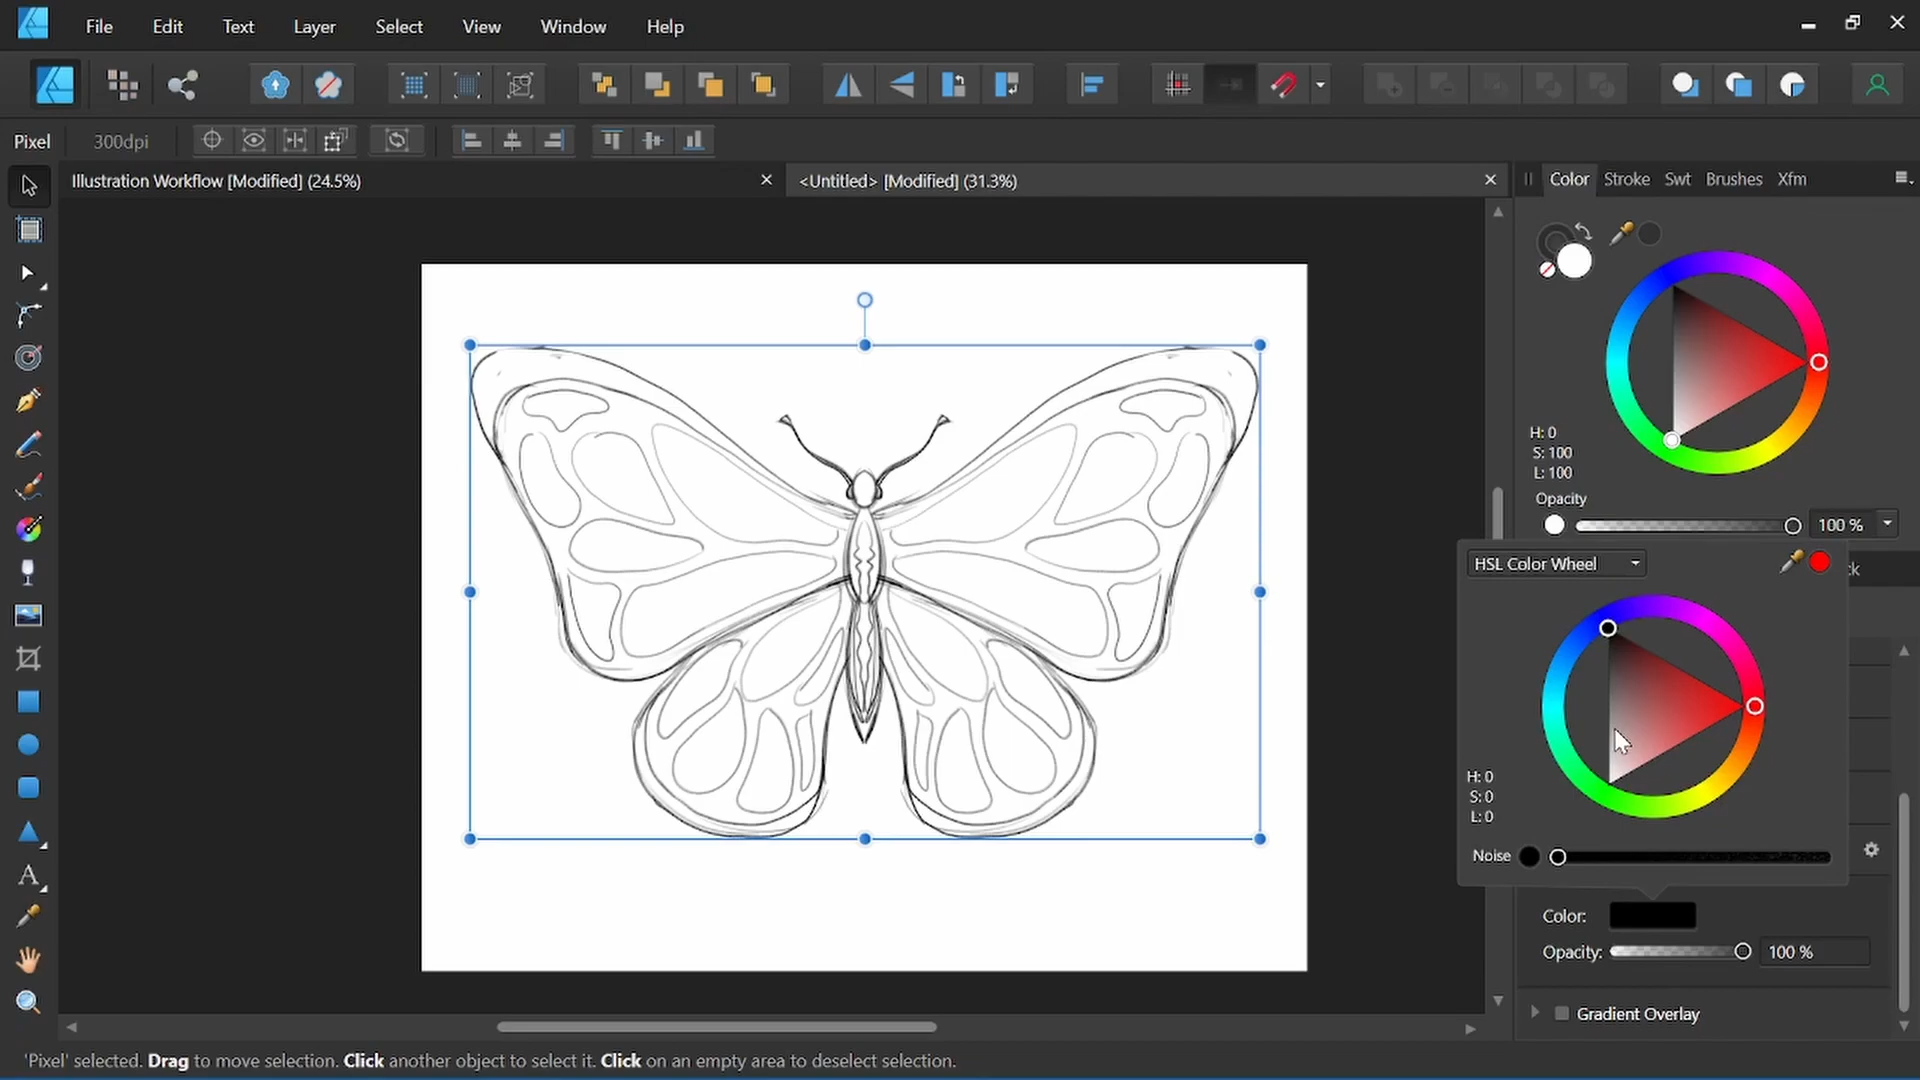 File Edit Text Layer Select View Window Help
Pixel 300dpi
Illustration Workflow [Modified] (24.5%)
<Untitled> [Modified] (31.3%)
Color Stroke Swt Brushes Xfm
H: 0
S: 100
L: 100
Opacity
100 %
HSL Color Wheel
ck
H: 0
S: 0
L: 0
Noise
Color:
Opacity: 100 %
Gradient Overlay
'Pixel' selected. Drag to move selection. Click another object to select it. Click on an empty area to deselect selection.